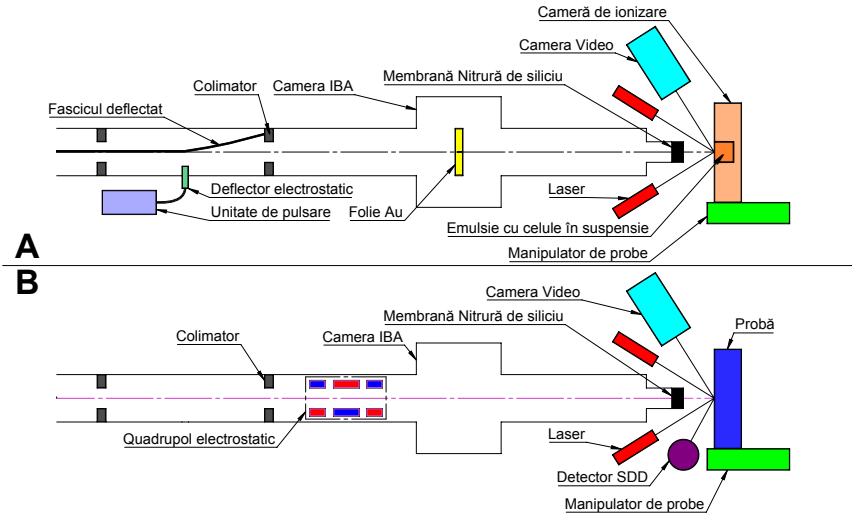 Cameră de ionizare
Camera Video
Membrană Nitrură de siliciu
Colimator
Camera IBA
Fascicul deflectat
Deflector electrostatic
Unitate de pulsare
Folie Au
Laser
Emulsie cu celule în suspensie
Manipulator de probe
A
B
Camera Video
Membrană Nitrură de siliciu
Probă
Colimator
Camera IBA
Quadrupol electrostatic
Laser
Detector SDD
Manipulator de probe